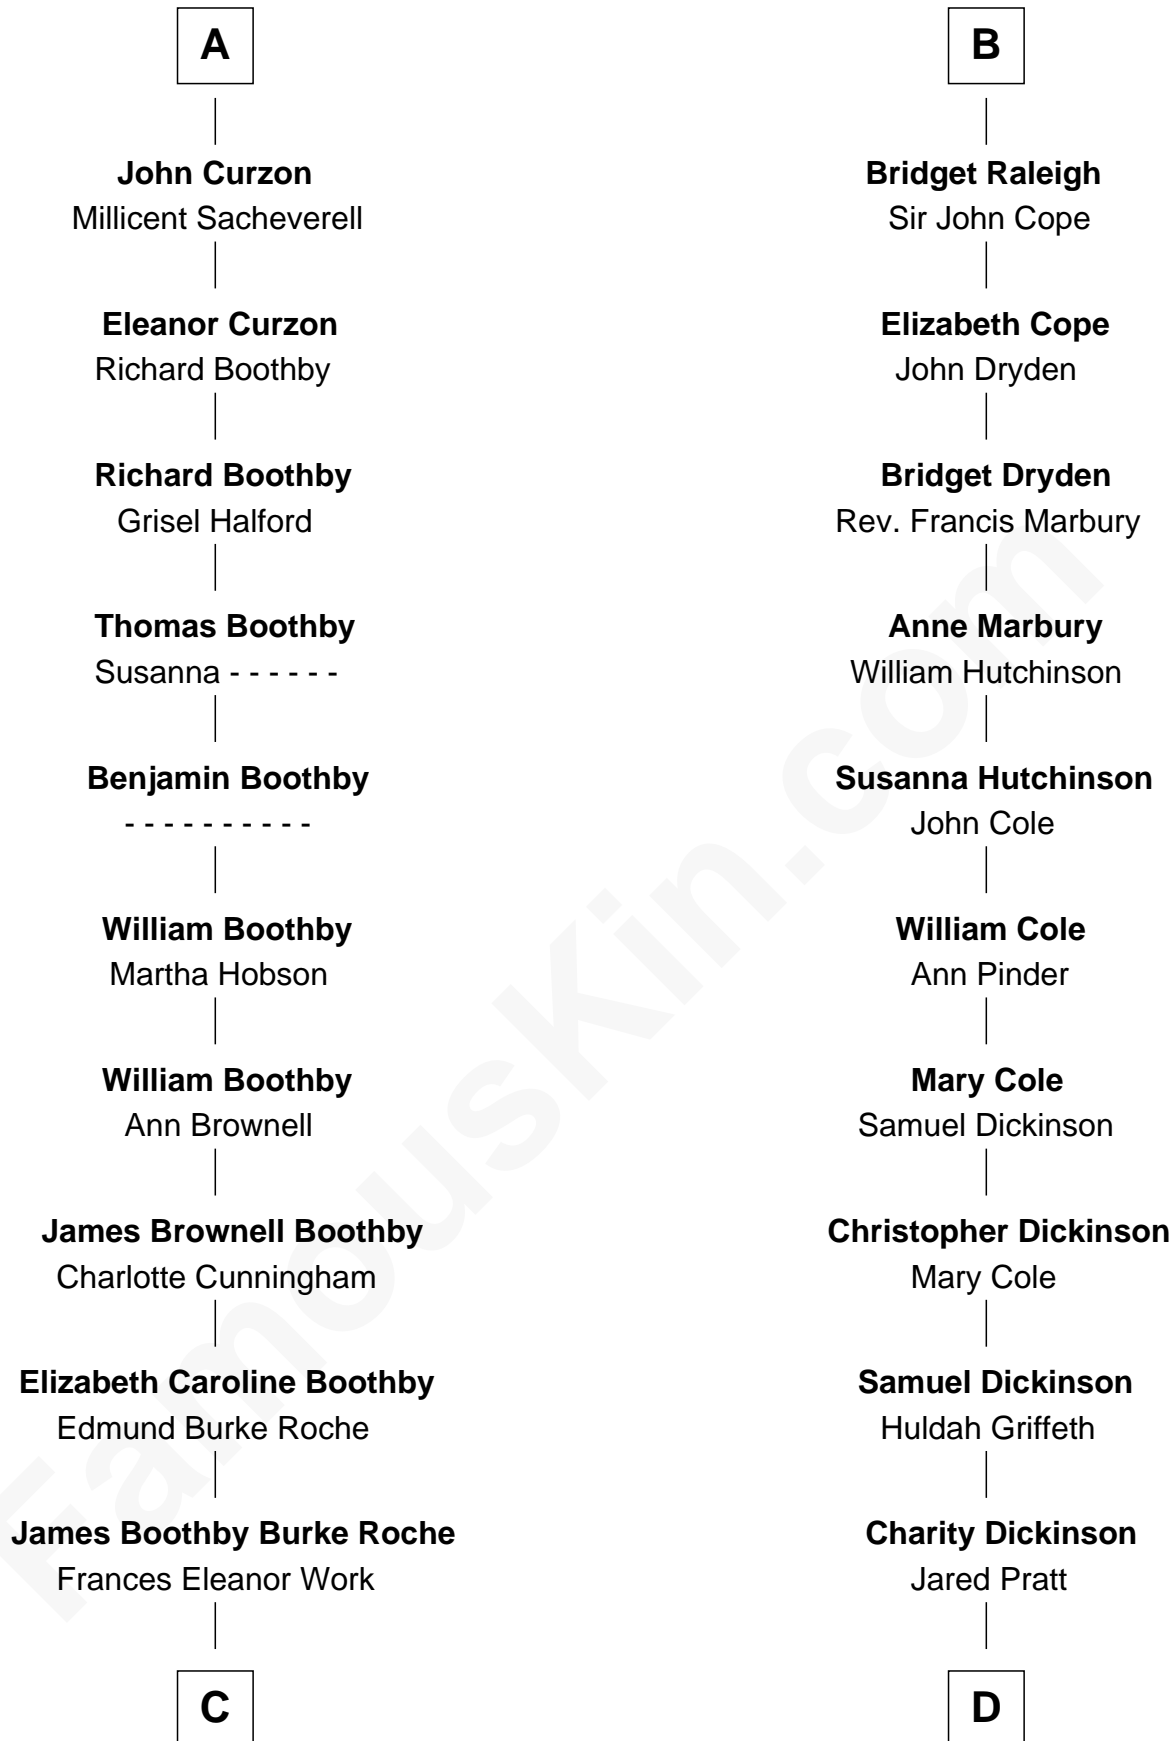 A
John Curzon
Millicent Sacheverell
Eleanor Curzon
Richard Boothby
Richard Boothby
Grisel Halford
Thomas Boothby
Susanna - - - - - -
Benjamin Boothby
- - - - - - - - - -
William Boothby
Martha Hobson
William Boothby
Ann Brownell
James Brownell Boothby
Charlotte Cunningham
Elizabeth Caroline Boothby
Edmund Burke Roche
James Boothby Burke Roche
Frances Eleanor Work
C
B
Bridget Raleigh
Sir John Cope
Elizabeth Cope
John Dryden
Bridget Dryden
Rev. Francis Marbury
Anne Marbury
William Hutchinson
Susanna Hutchinson
John Cole
William Cole
Ann Pinder
Mary Cole
Samuel Dickinson
Christopher Dickinson
Mary Cole
Samuel Dickinson
Huldah Griffeth
Charity Dickinson
Jared Pratt
D
FamousKin.com